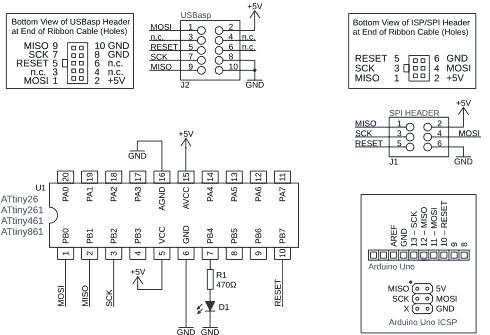 Bottom View of USBasp Header
at End of Ribbon Cable (Holes)
MISO 9 10 GND
SCK 7 8 GND
RESET 5 6 n.c.
n.c. 3 4 n.c.
MOSI 1 2 +5V
USBasp
+5V
MOSI 1 2
n.c. 3 4 n.c.
RESET 5 6 n.c.
SCK 7 8
MISO 9 10
J2
GND
Bottom View of ISP/SPI Header
at End of Ribbon Cable (Holes)
RESET 5 6 GND
SCK 3 4 MOSI
MISO 1 2 +5V
SPI HEADER
+5V
MISO 1 2
SCK 3 4 MOSI
RESET 5 6
J1
GND
+5V
GND
20 19 18 17 16 15 14 13 12 11
U1
PA0 PA1 PA2 PA3 AGND AVCC PA4 PA5 PA6 PA7
ATtiny26
ATtiny261
ATtiny461
ATtiny861
PB0 PB1 PB2 PB3 VCC GND PB4 PB5 PB6 PB7
1 2 3 4 5 6 7 8 9 10
MOSI
MISO
SCK
+5V
R1
470Ω
D1
RESET
GND
GND
AREF
GND
13 – SCK
12 – MISO
11 – MOSI
10 – RESET
9
8
Arduino Uno
MISO 5V
SCK MOSI
X GND
Arduino Uno ICSP